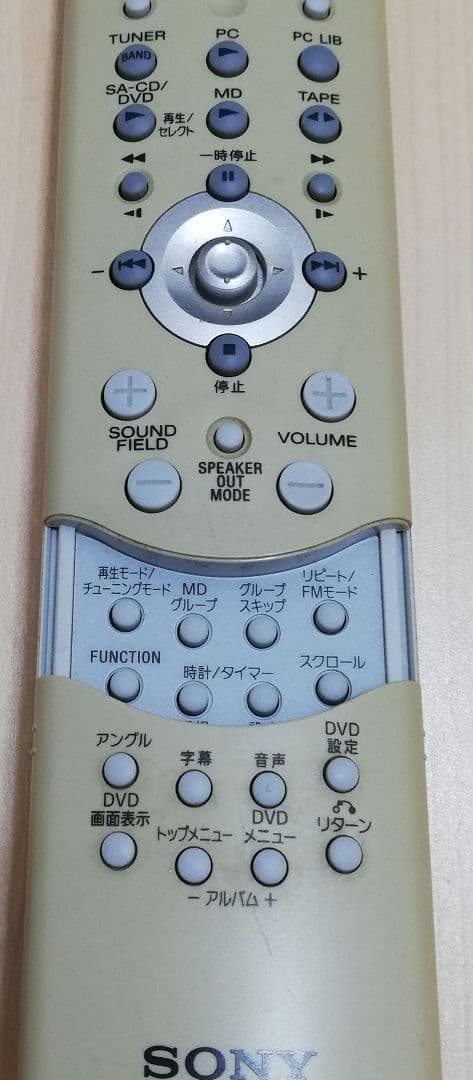 TUNER
PC
PC LIB
BAND
SA-CD/
DVD
MD
TAPE
再生/
セレクト
一時停止
− +
停止
SOUND
FIELD
VOLUME
SPEAKER
OUT
MODE
再生モード/
チューニングモード
MD
グループ
グループ
スキップ
リピート/
FMモード
FUNCTION
時計/タイマー
スクロール
アングル
字幕
音声
DVD
設定
DVD
画面表示
トップメニュー
DVD
メニュー
リターン
− アルバム +
SONY